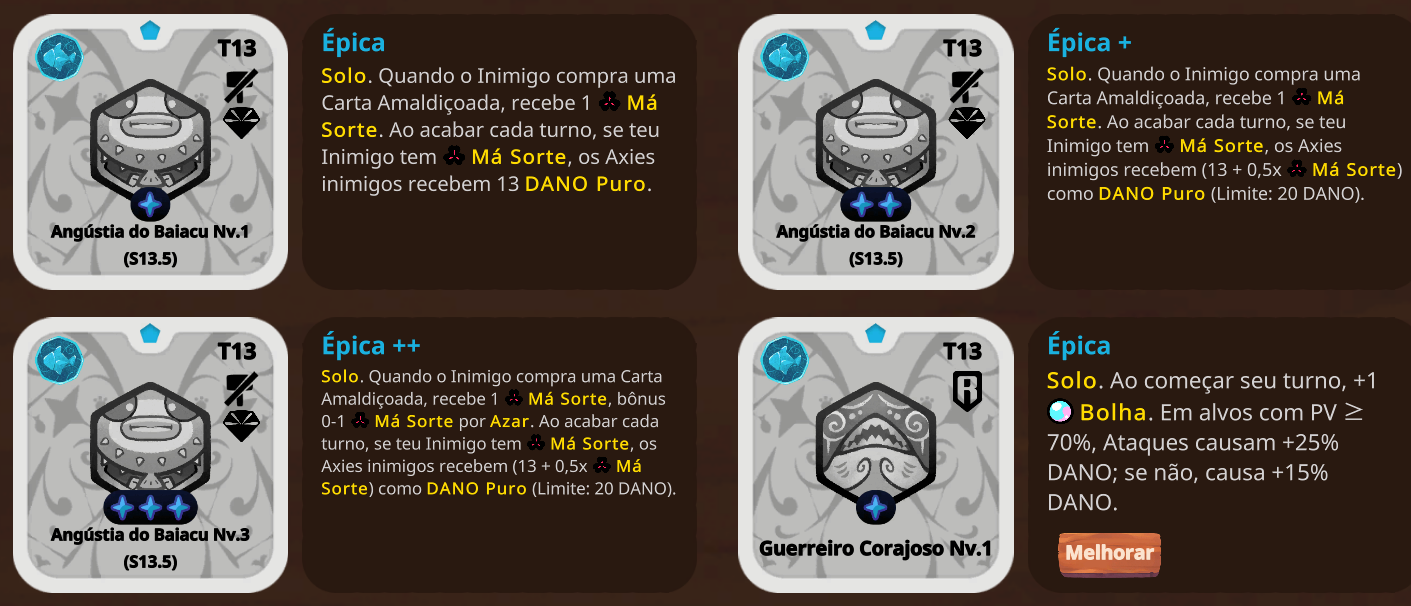 T13
Angústia do Baiacu Nv.1
(S13.5)
Épica
Solo. Quando o Inimigo compra uma
Carta Amaldiçoada, recebe 1 Má
Sorte. Ao acabar cada turno, se teu
Inimigo tem Má Sorte, os Axies
inimigos recebem 13 DANO Puro.
T13
Angústia do Baiacu Nv.2
(S13.5)
Épica +
Solo. Quando o Inimigo compra uma
Carta Amaldiçoada, recebe 1 Má
Sorte. Ao acabar cada turno, se teu
Inimigo tem Má Sorte, os Axies
inimigos recebem (13 + 0,5x Má Sorte)
como DANO Puro (Limite: 20 DANO).
T13
Angústia do Baiacu Nv.3
(S13.5)
Épica ++
Solo. Quando o Inimigo compra uma Carta
Amaldiçoada, recebe 1 Má Sorte, bônus
0-1 Má Sorte por Azar. Ao acabar cada
turno, se teu Inimigo tem Má Sorte, os
Axies inimigos recebem (13 + 0,5x Má
Sorte) como DANO Puro (Limite: 20 DANO).
T13
R
Guerreiro Corajoso Nv.1
Épica
Solo. Ao começar seu turno, +1
Bolha. Em alvos com PV ≥
70%, Ataques causam +25%
DANO; se não, causa +15%
DANO.
Melhorar